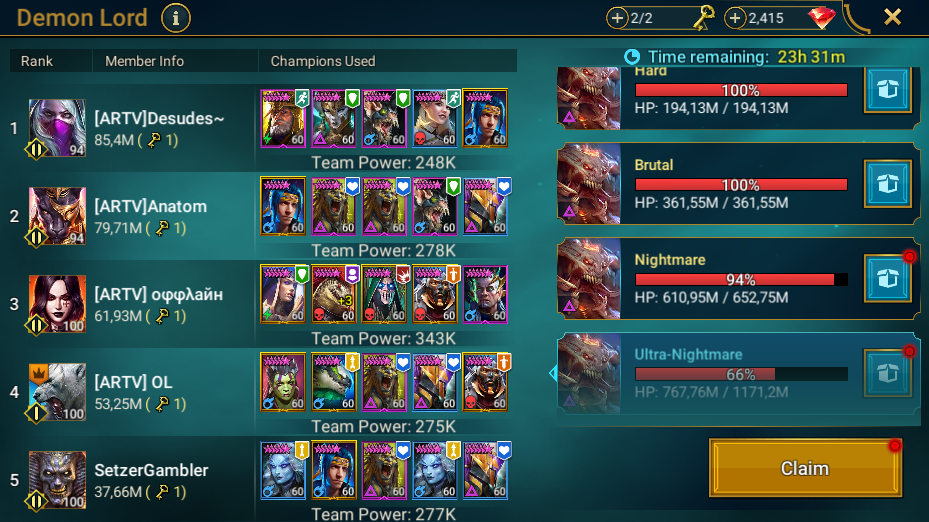 Demon Lord
i
2/2
2,415
Rank
Member Info
Champions Used
Time remaining: 23h 31m
1
94
[ARTV]Desudes~
85,4M ( 1)
60
60
60
60
60
Team Power: 248K
2
94
[ARTV]Anatom
79,71M ( 1)
60
60
60
60
60
Team Power: 278K
3
100
[ARTV] οφφλайн
61,93M ( 1)
60
+3
60
60
60
60
Team Power: 343K
4
100
[ARTV] OL
53,25M ( 1)
60
60
60
60
60
Team Power: 275K
5
100
SetzerGambler
37,66M ( 1)
60
60
60
60
60
Team Power: 277K
Hard
100%
HP: 194,13M / 194,13M
Brutal
100%
HP: 361,55M / 361,55M
Nightmare
94%
HP: 610,95M / 652,75M
Ultra-Nightmare
66%
HP: 767,76M / 1171,2M
Claim